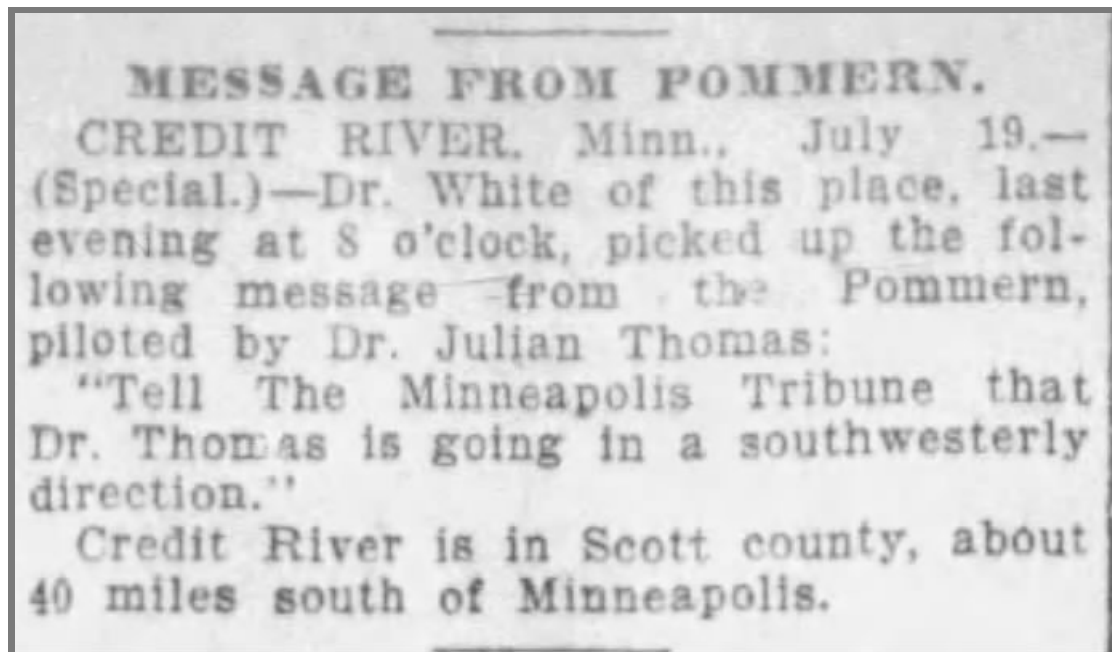 MESSAGE FROM POMMERN.
CREDIT RIVER, Minn., July 19.—
(Special.)—Dr. White of this place, last
evening at 8 o'clock, picked up the fol-
lowing message from the Pommern,
piloted by Dr. Julian Thomas:
"Tell The Minneapolis Tribune that
Dr. Thomas is going in a southwesterly
direction."
Credit River is in Scott county, about
40 miles south of Minneapolis.